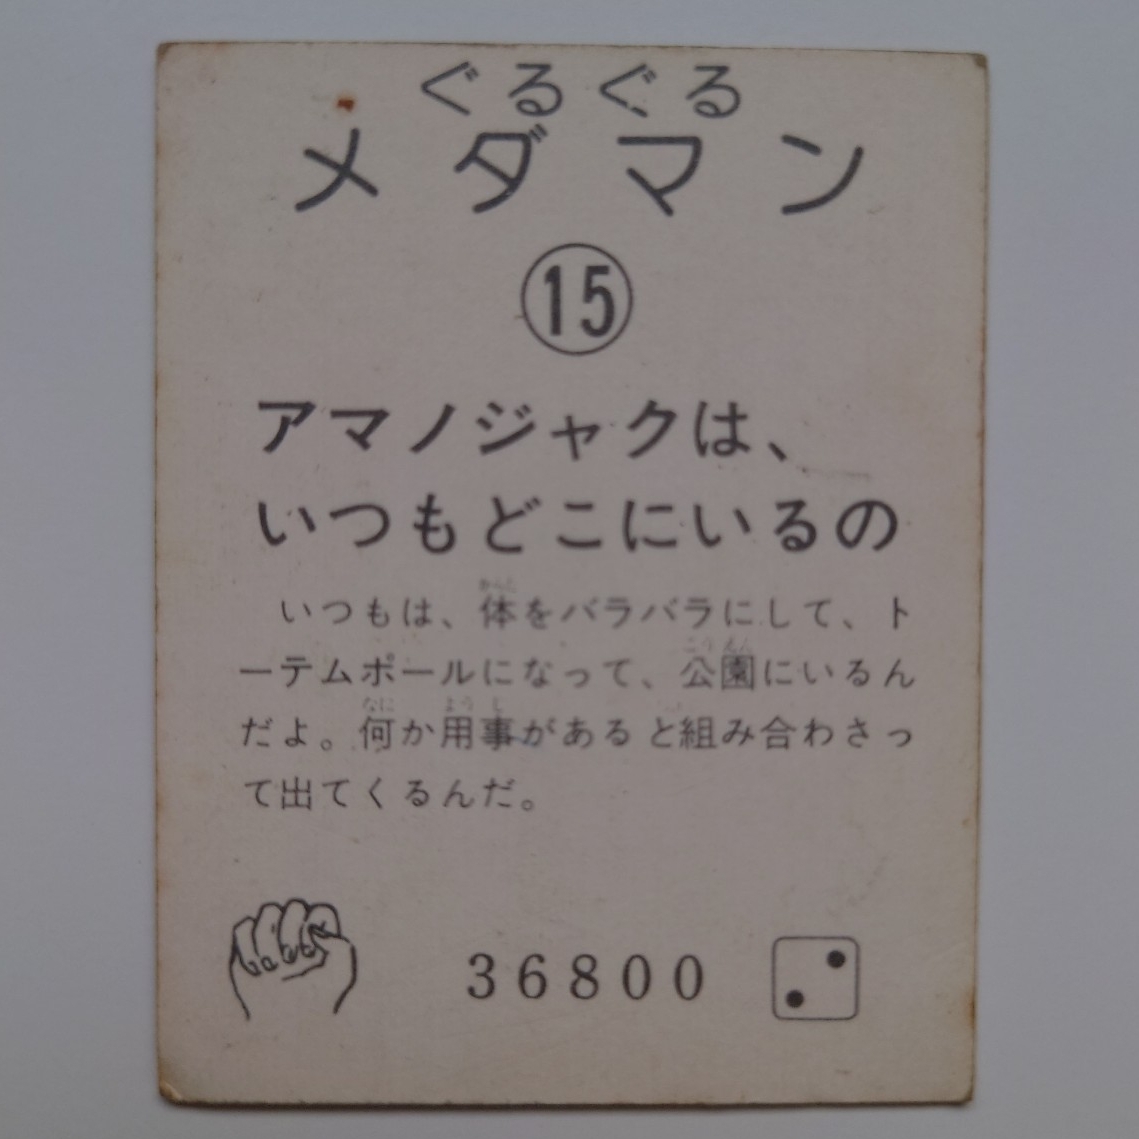 ぐるぐる
メダマン
15
アマノジャクは、
いつもどこにいるの
いつもは、体をバラバラにして、ト
ーテムポールになって、公園にいるん
だよ。何か用事があると組み合わさっ
て出てくるんだ。
36800